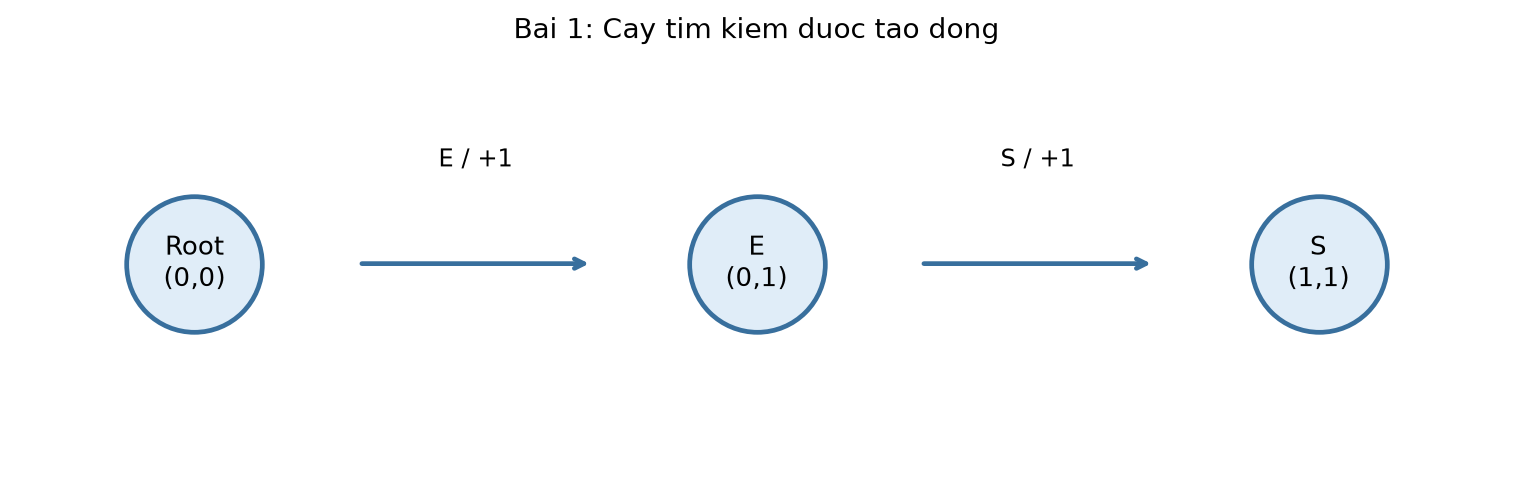 Bai 1: Cay tim kiem duoc tao dong
E / +1
S / +1
Root
(0,0)
E
(0,1)
S
(1,1)